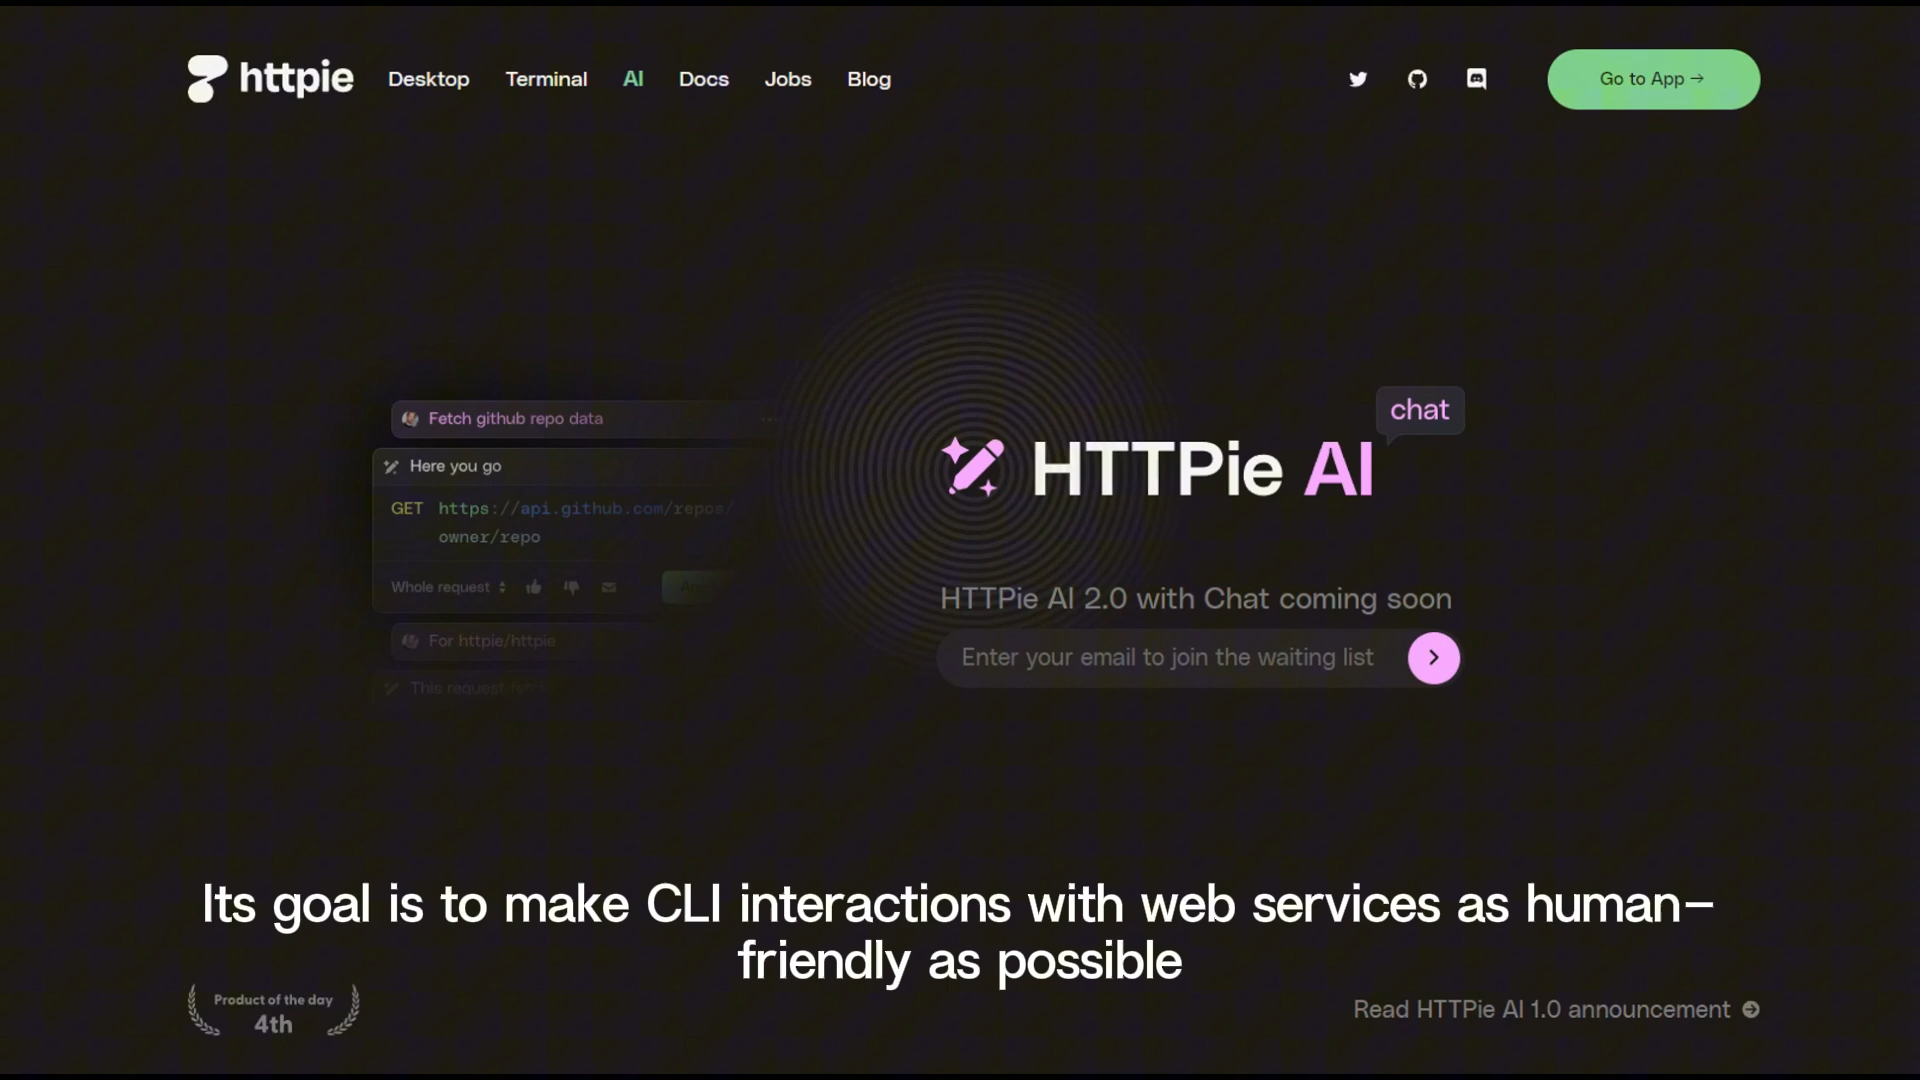 httpie Desktop Terminal AI Docs Jobs Blog Go to App →
chat
Fetch github repo data
HTTPie AI
Here you go
GET https://api.github.com/repos/
owner/repo
Whole request
HTTPie AI 2.0 with Chat coming soon
For httpie/httpie
Enter your email to join the waiting list
This request
Its goal is to make CLI interactions with web services as human-
friendly as possible
Product of the day
4th
Read HTTPie AI 1.0 announcement